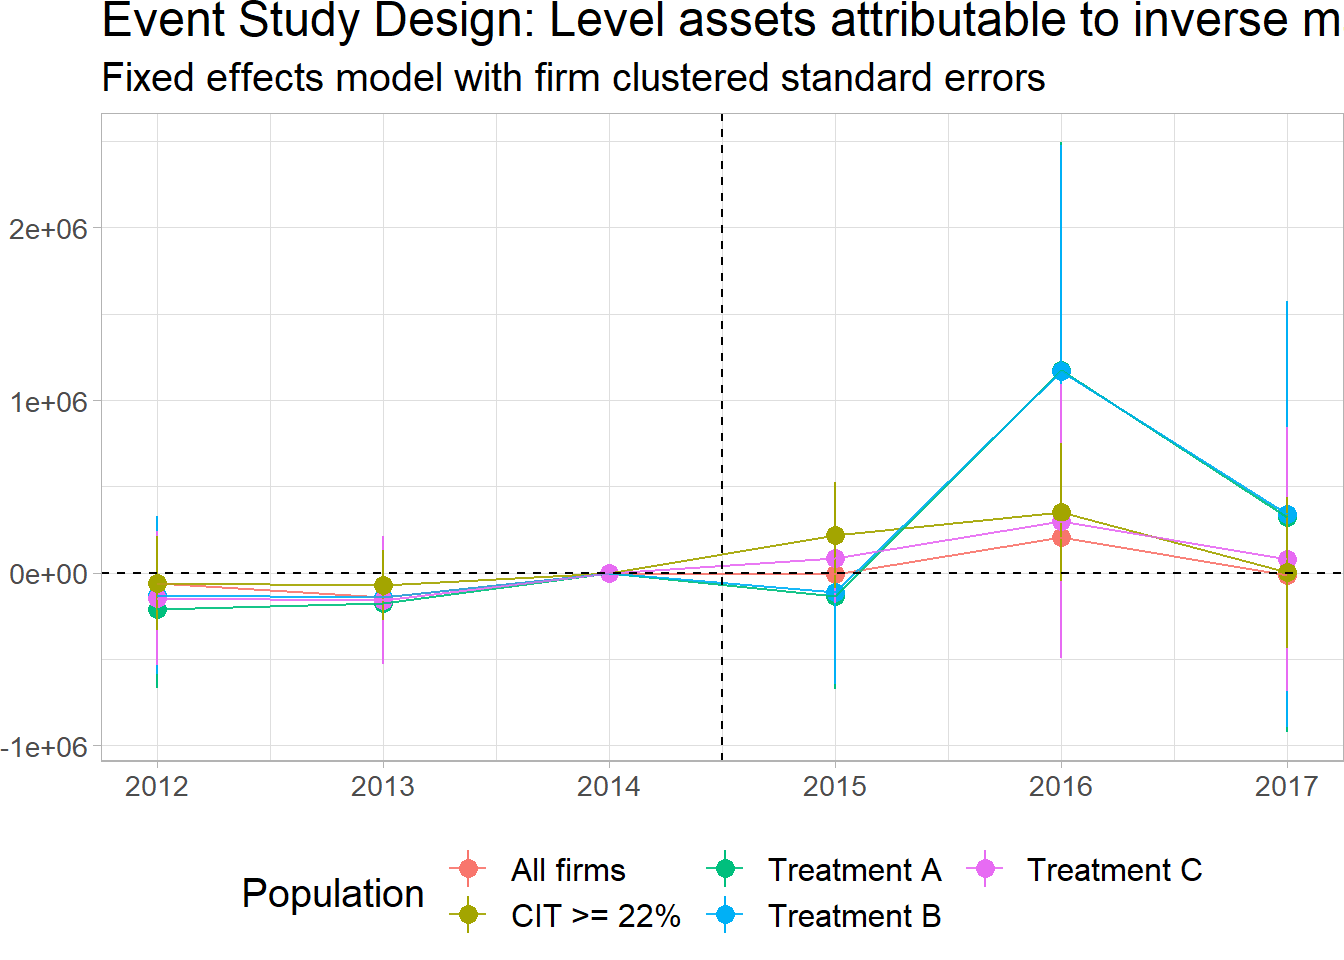 Event Study Design: Level assets attributable to inverse m
Fixed effects model with firm clustered standard errors
2e+06
1e+06
0e+00
-1e+06
2012 2013 2014 2015 2016 2017
Population
All firms Treatment A Treatment C
CIT >= 22% Treatment B